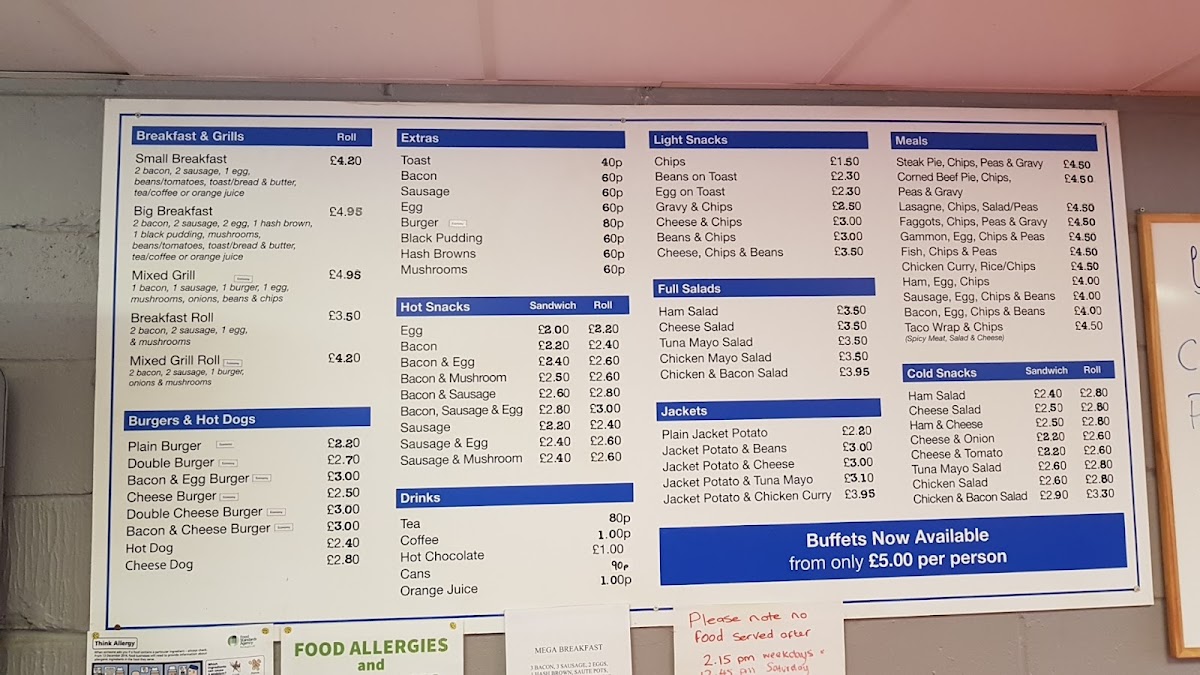 Breakfast & Grills Roll
Small Breakfast £4.20
2 bacon, 2 sausage, 1 egg,
beans/tomatoes, toast/bread & butter,
tea/coffee or orange juice
Big Breakfast £4.95
2 bacon, 2 sausage, 2 egg, 1 hash brown,
1 black pudding, mushrooms,
beans/tomatoes, toast/bread & butter,
tea/coffee or orange juice
Mixed Grill £4.95
1 bacon, 1 sausage, 1 burger, 1 egg,
mushrooms, onions, beans & chips
Breakfast Roll £3.50
2 bacon, 2 sausage, 1 egg,
& mushrooms
Mixed Grill Roll £4.20
2 bacon, 2 sausage, 1 burger,
onions & mushrooms
Burgers & Hot Dogs
Plain Burger £2.20
Double Burger £2.70
Bacon & Egg Burger £3.00
Cheese Burger £2.50
Double Cheese Burger £3.00
Bacon & Cheese Burger £3.00
Hot Dog £2.40
Cheese Dog £2.80
Extras
Toast 40p
Bacon 60p
Sausage 60p
Egg 60p
Burger 80p
Black Pudding 60p
Hash Browns 60p
Mushrooms 60p
Hot Snacks Sandwich Roll
Egg £2.00 £2.20
Bacon £2.20 £2.40
Bacon & Egg £2.40 £2.60
Bacon & Mushroom £2.50 £2.60
Bacon & Sausage £2.60 £2.80
Bacon, Sausage & Egg £2.80 £3.00
Sausage £2.20 £2.40
Sausage & Egg £2.40 £2.60
Sausage & Mushroom £2.40 £2.60
Drinks
Tea 80p
Coffee 1.00p
Hot Chocolate £1.00
Cans 90p
Orange Juice 1.00p
Light Snacks
Chips £1.50
Beans on Toast £2.30
Egg on Toast £2.30
Gravy & Chips £2.50
Cheese & Chips £3.00
Beans & Chips £3.00
Cheese, Chips & Beans £3.50
Full Salads
Ham Salad £3.50
Cheese Salad £3.50
Tuna Mayo Salad £3.50
Chicken Mayo Salad £3.50
Chicken & Bacon Salad £3.95
Jackets
Plain Jacket Potato £2.20
Jacket Potato & Beans £3.00
Jacket Potato & Cheese £3.00
Jacket Potato & Tuna Mayo £3.10
Jacket Potato & Chicken Curry £3.95
Meals
Steak Pie, Chips, Peas & Gravy £4.50
Corned Beef Pie, Chips, £4.50
Peas & Gravy
Lasagne, Chips, Salad/Peas £4.50
Faggots, Chips, Peas & Gravy £4.50
Gammon, Egg, Chips & Peas £4.50
Fish, Chips & Peas £4.50
Chicken Curry, Rice/Chips £4.50
Ham, Egg, Chips £4.00
Sausage, Egg, Chips & Beans £4.00
Bacon, Egg, Chips & Beans £4.00
Taco Wrap & Chips £4.50
(Spicy Meat, Salad & Cheese)
Cold Snacks Sandwich Roll
Ham Salad £2.40 £2.80
Cheese Salad £2.50 £2.80
Ham & Cheese £2.50 £2.80
Cheese & Onion £2.20 £2.60
Cheese & Tomato £2.20 £2.60
Tuna Mayo Salad £2.60 £2.80
Chicken Salad £2.60 £2.80
Chicken & Bacon Salad £2.90 £3.30
Buffets Now Available
from only £5.00 per person
Think Allergy
Food Standards Agency
FOOD ALLERGIES
and
MEGA BREAKFAST
3 BACON, 3 SAUSAGE, 2 EGGS,
1 HASH BROWN, SAUTE POTS,
Please note no
food served after
2.15 pm weekdays
12.45 pm Saturday